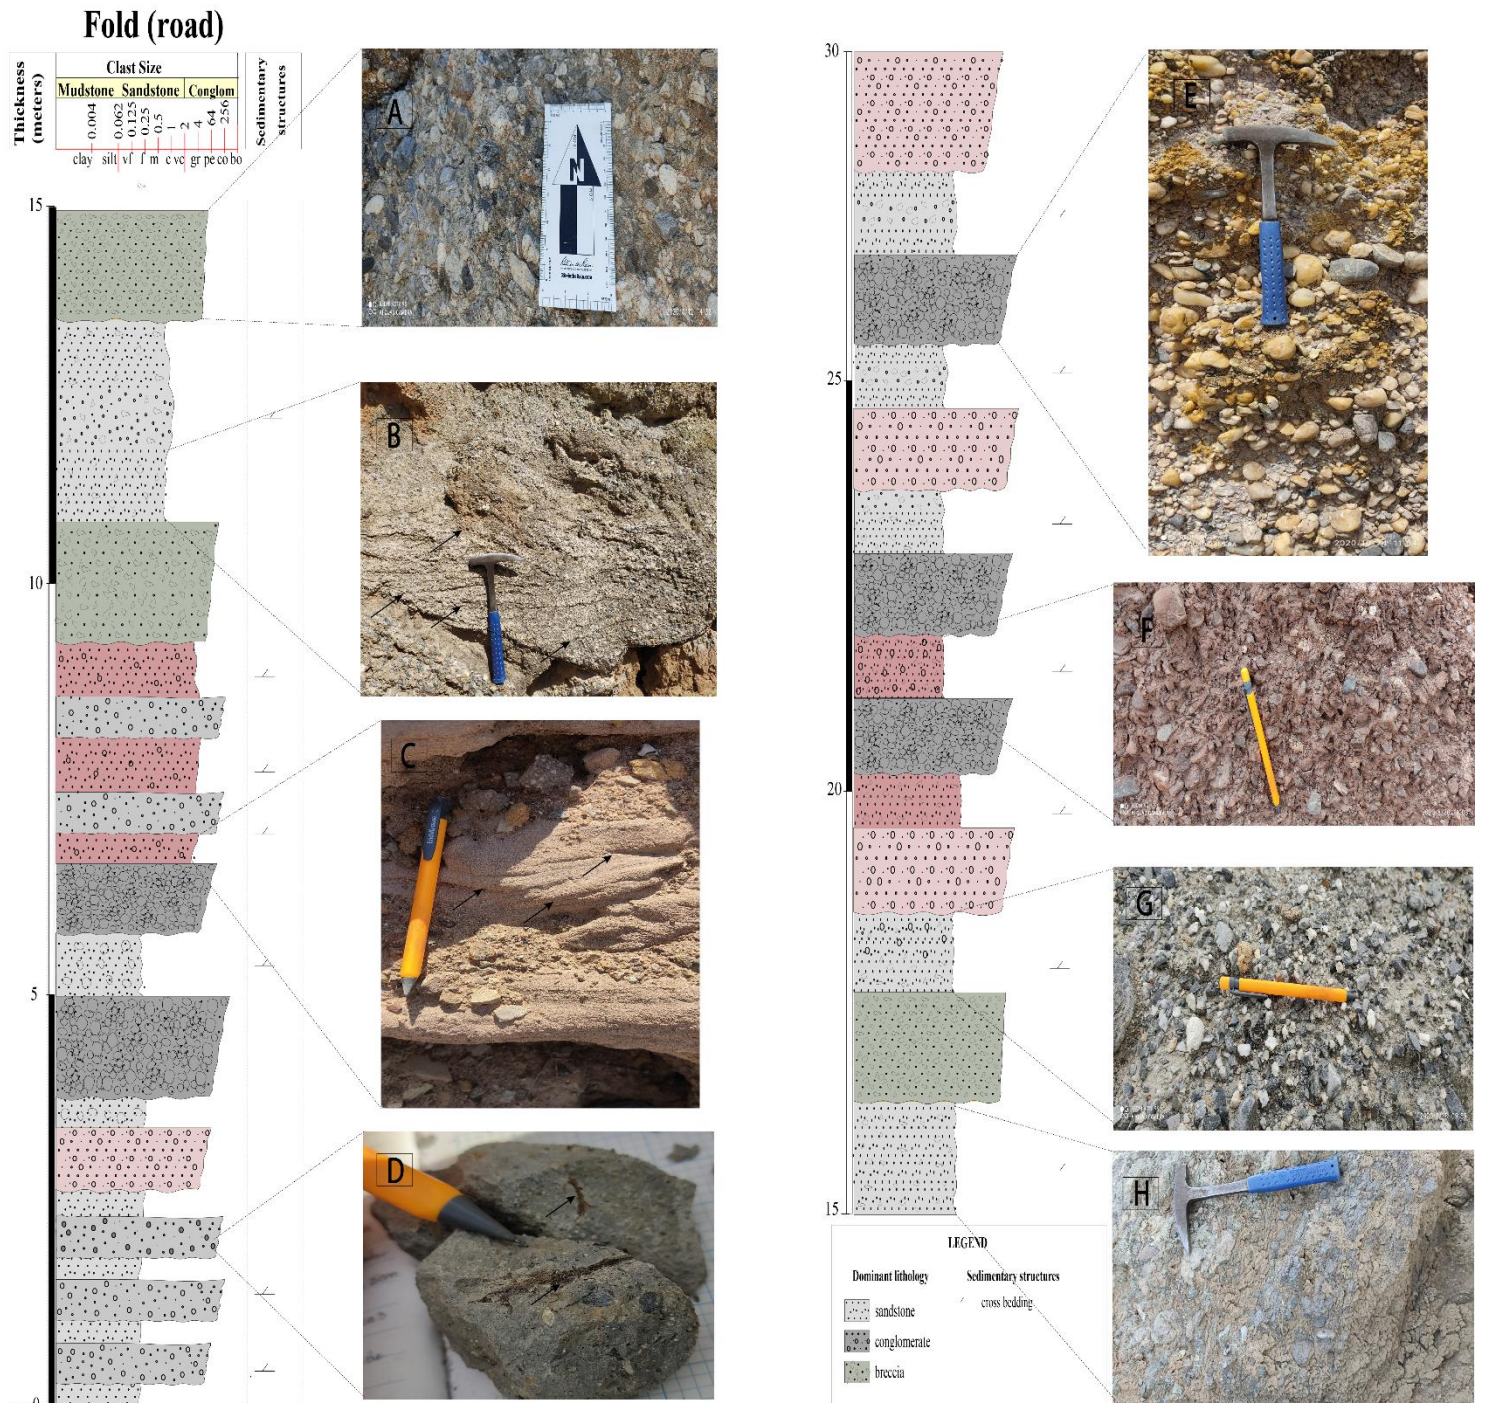 Fold (road)
Thickness
(meters)
Clast Size
Mudstone Sandstone Conglom
0.004 0.062 0.125 0.25 0.5 1 2 4 64 256
clay silt vf f m c vc gr pe co bo
Sedimentary
structures
15
10
5
0
A
N
B
C
D
30
25
20
15
E
F
G
H
LEGEND
Dominant lithology Sedimentary structures
sandstone cross bedding
conglomerate
breccia